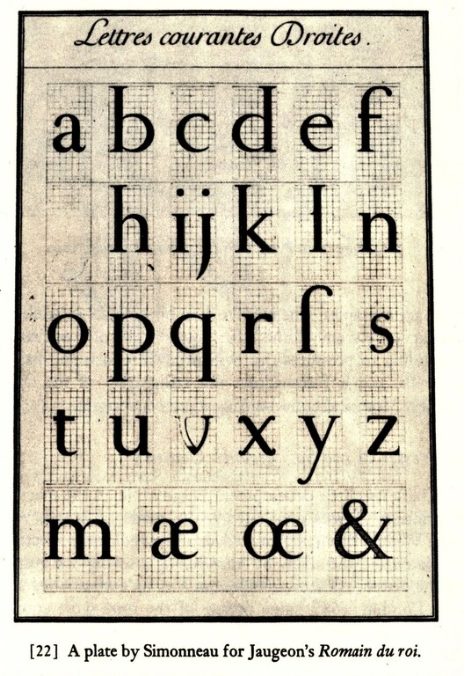 Lettres courantes Droites.
a b c d e f
h i j k l n
o p q r ſ s
t u v x y z
m æ œ &
[22] A plate by Simonneau for Jaugeon's Romain du roi.